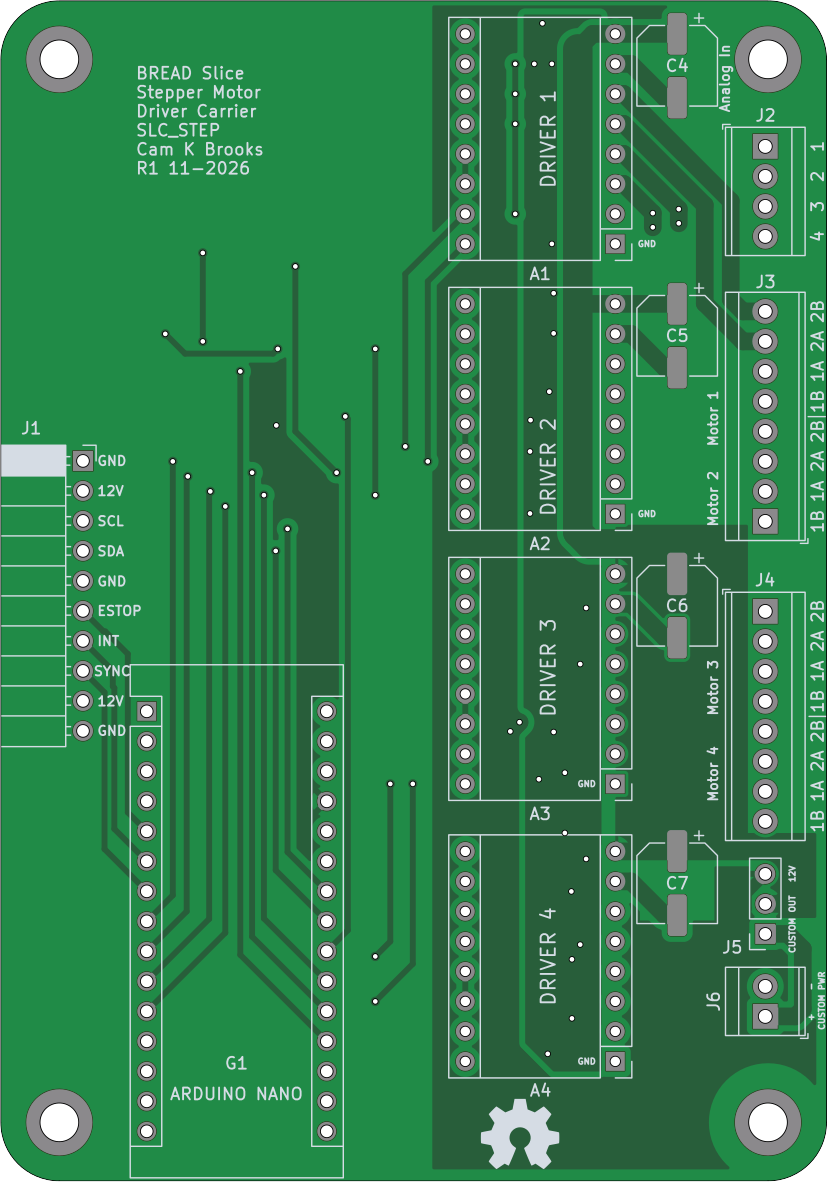 BREAD Slice
Stepper Motor
Driver Carrier
SLC_STEP
Cam K Brooks
R1 11-2026
DRIVER 1
GND
A1
+
C4
Analog In
J2
1
2
3
4
DRIVER 2
GND
A2
+
C5
J3
Motor 1
Motor 2
1B 1A 2A 2B|1B 1A 2A 2B
J1
GND
12V
SCL
SDA
GND
ESTOP
INT
SYNC
12V
GND
DRIVER 3
GND
A3
+
C6
J4
Motor 3
Motor 4
1B 1A 2A 2B|1B 1A 2A 2B
DRIVER 4
GND
A4
+
C7
J5
CUSTOM OUT 12V
J6
+ -
CUSTOM PWR
G1
ARDUINO NANO